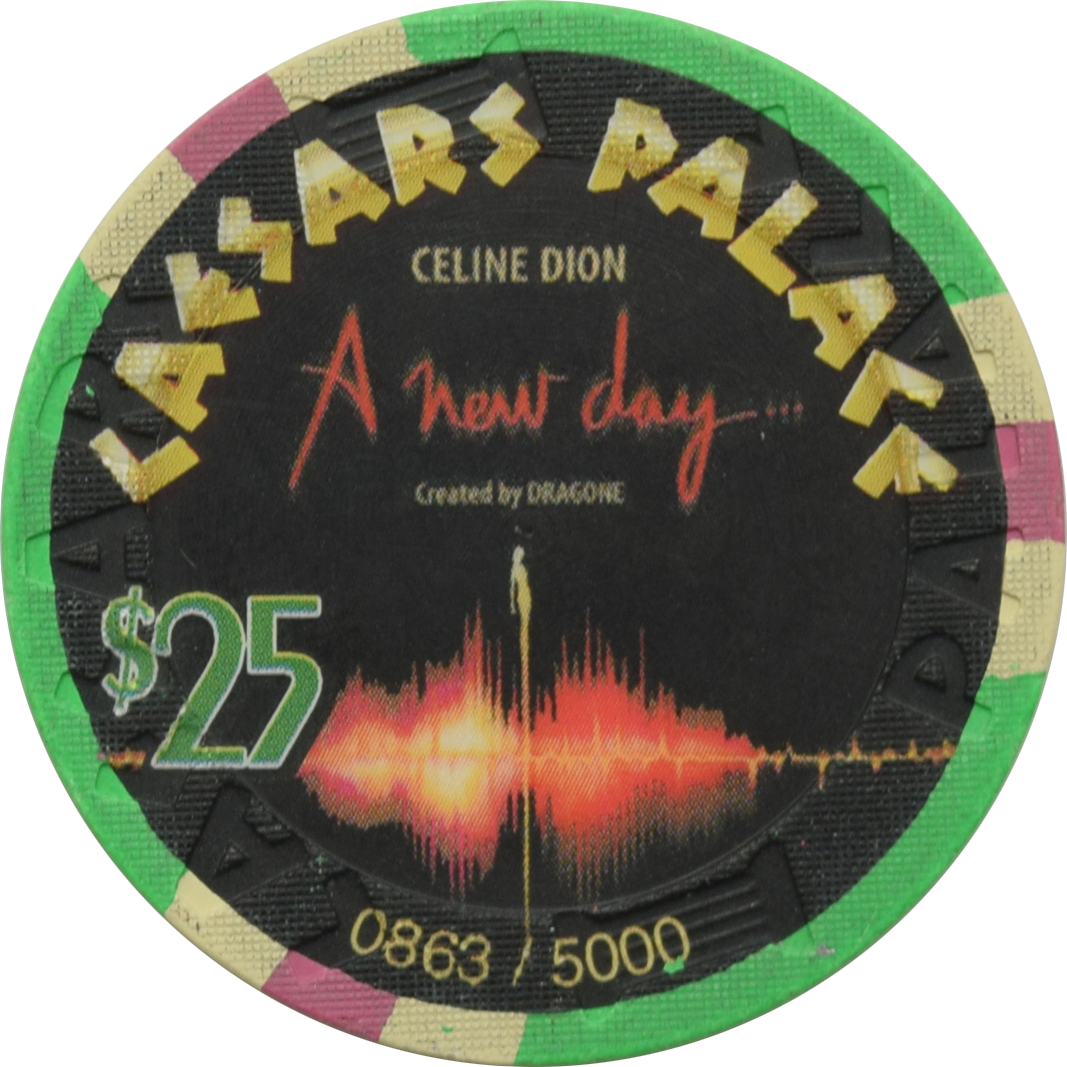 CAESARS PALACE
CELINE DION
A new day...
Created by DRAGONE
$25
0863 / 5000